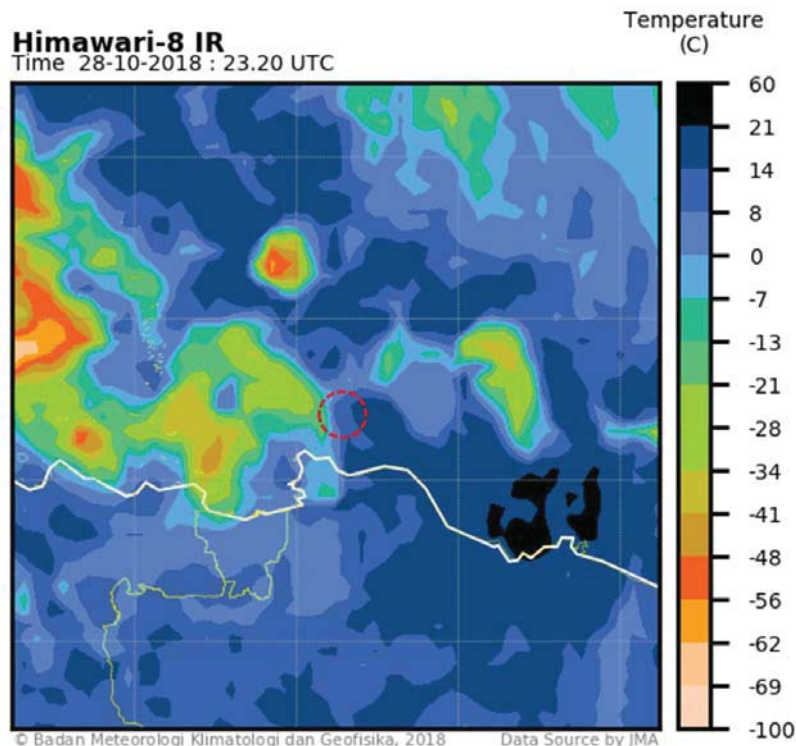 Himawari-8 IR
Time 28-10-2018 : 23.20 UTC
Temperature
(C)
60
21
14
8
0
-7
-13
-21
-28
-34
-41
-48
-56
-62
-69
-100
© Badan Meteorologi Klimatologi dan Geofisika, 2018
Data Source by JMA